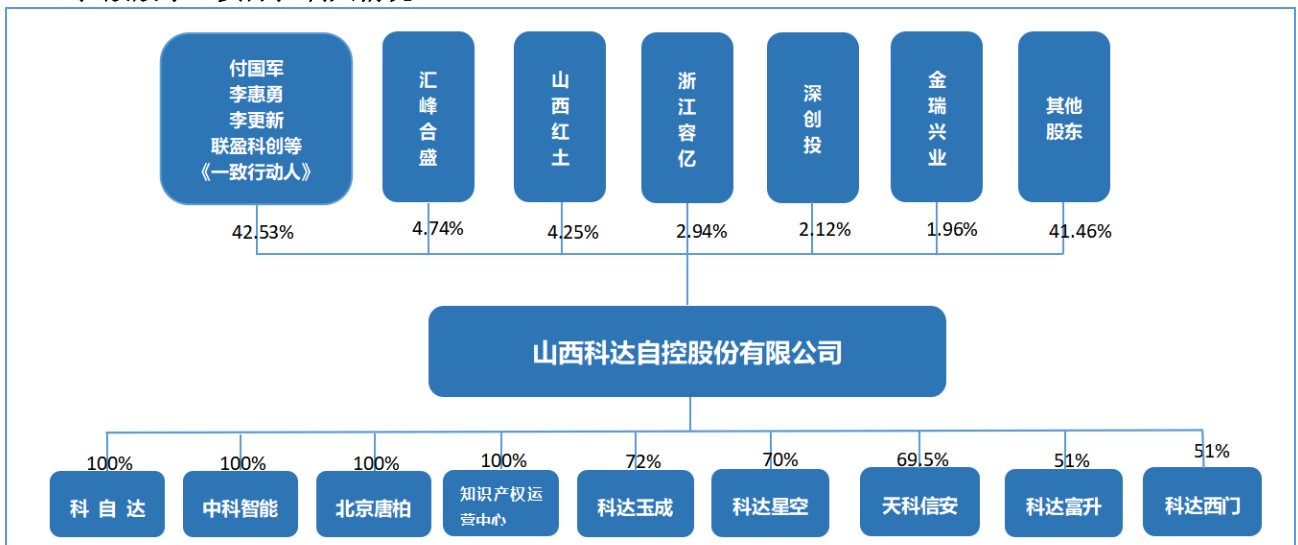 付国军
李惠勇
李更新
联盈科创等
《一致行动人》
汇峰合盛
山西红土
浙江容亿
深创投
金瑞兴业
其他
股东
42.53%
4.74%
4.25%
2.94%
2.12%
1.96%
41.46%
山西科达自控股份有限公司
100%
100%
100%
100%
72%
70%
69.5%
51%
51%
科自达
中科智能
北京唐柏
知识产权运
营中心
科达玉成
科达星空
天科信安
科达富升
科达西门